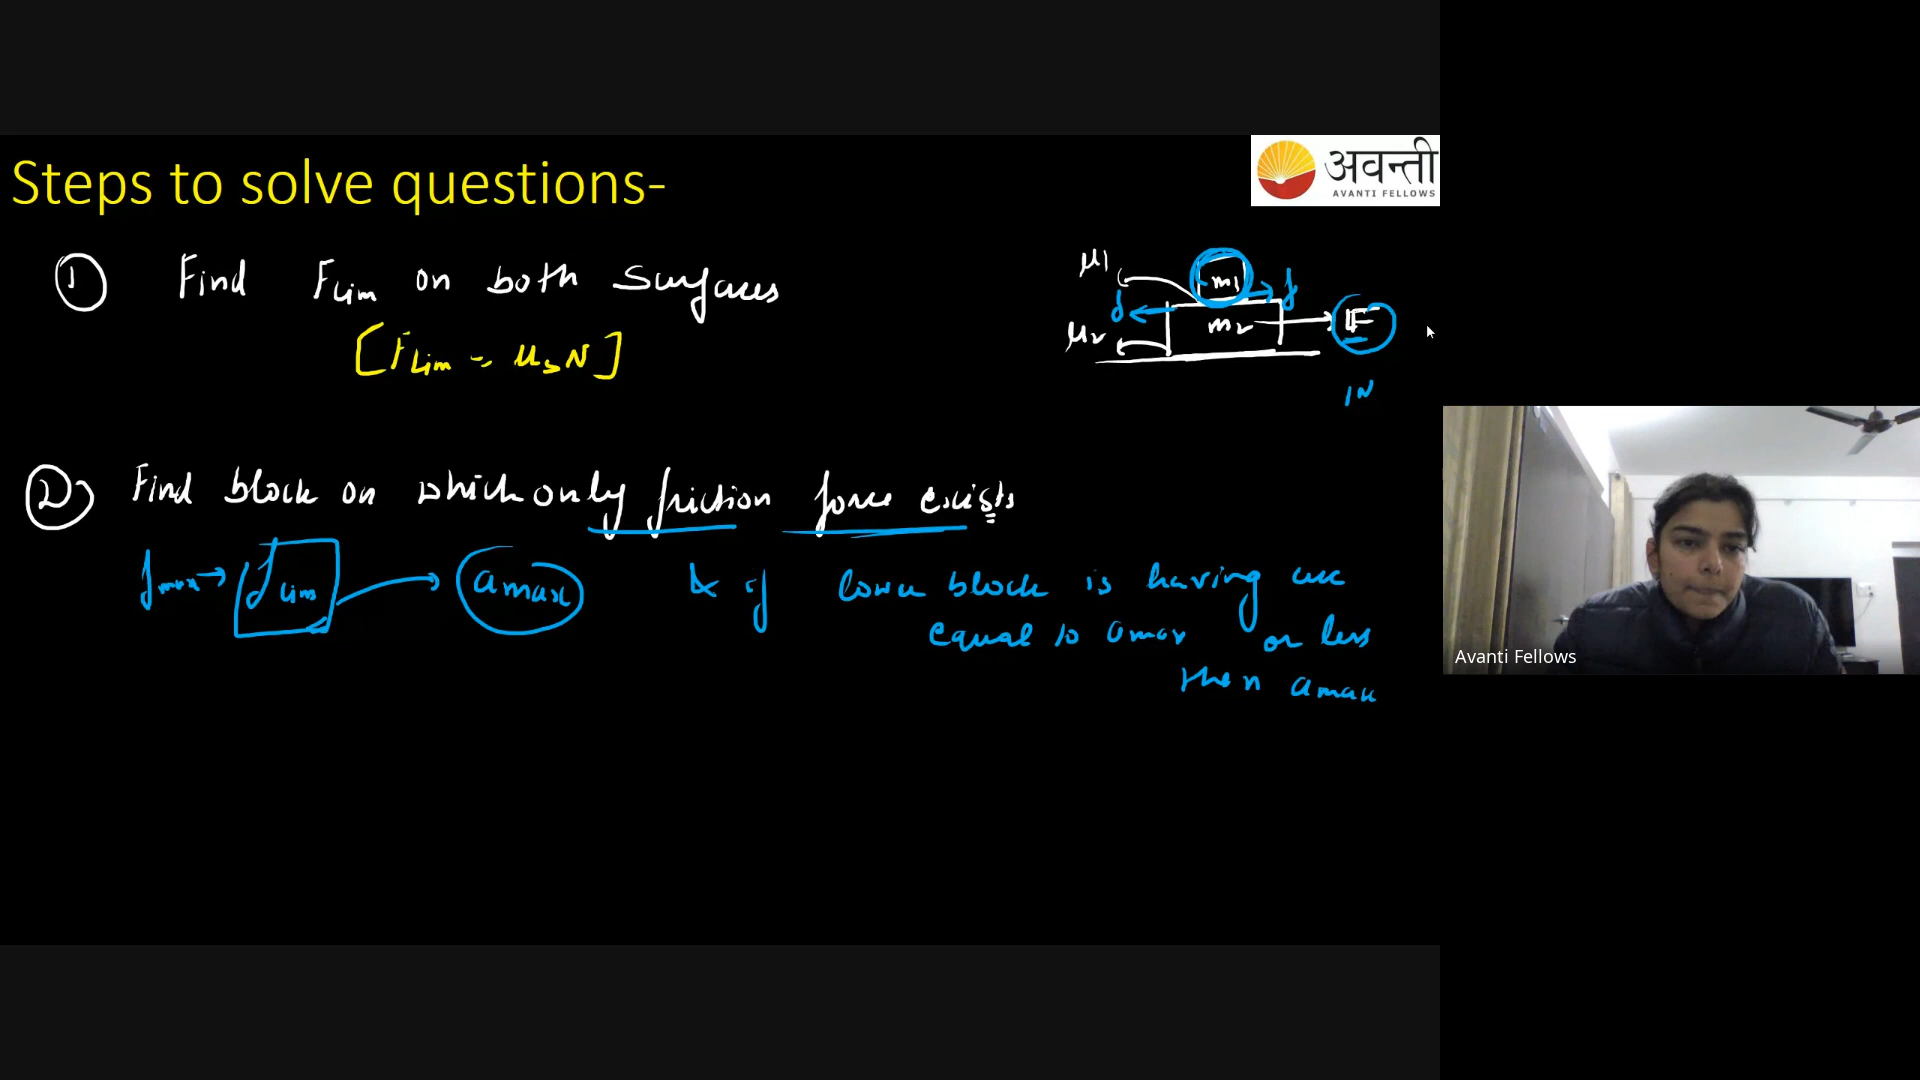 Steps to solve questions-
अवन्ती
AVANTI FELLOWS
① Find FLim on both Surfaces
[FLim = μsN]
μ1
m1
f
f
μ2
m2
F
1N
② Find block on which only friction force exists
fmax → fLim → amax & if lower block is having acc
equal to amax or less
then amax
Avanti Fellows